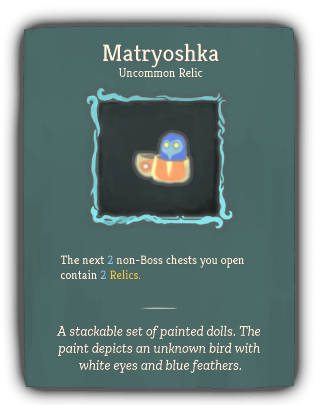 Matryoshka
Uncommon Relic
The next 2 non-Boss chests you open
contain 2 Relics.
A stackable set of painted dolls. The
paint depicts an unknown bird with
white eyes and blue feathers.